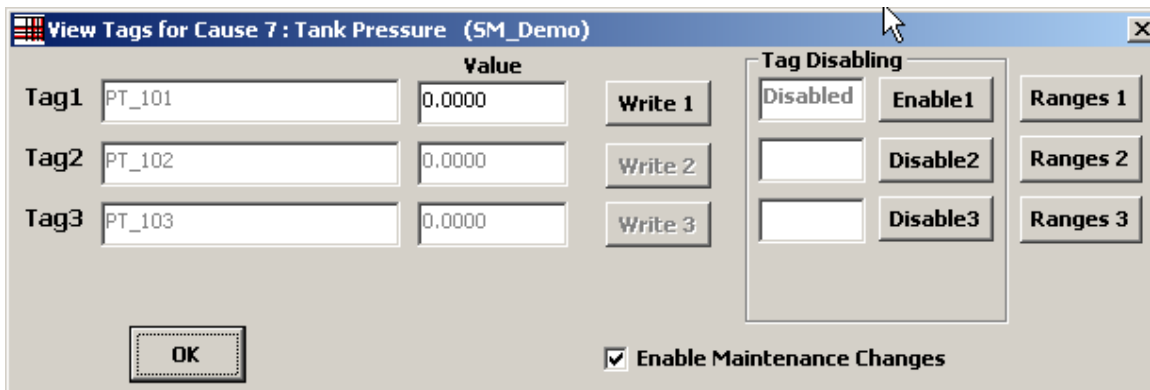 View Tags for Cause 7 : Tank Pressure (SM_Demo)
Value
Tag Disabling
Tag1 PT_101 0.0000 Write 1 Disabled Enable1 Ranges 1
Tag2 PT_102 0.0000 Write 2 Disable2 Ranges 2
Tag3 PT_103 0.0000 Write 3 Disable3 Ranges 3
OK
Enable Maintenance Changes